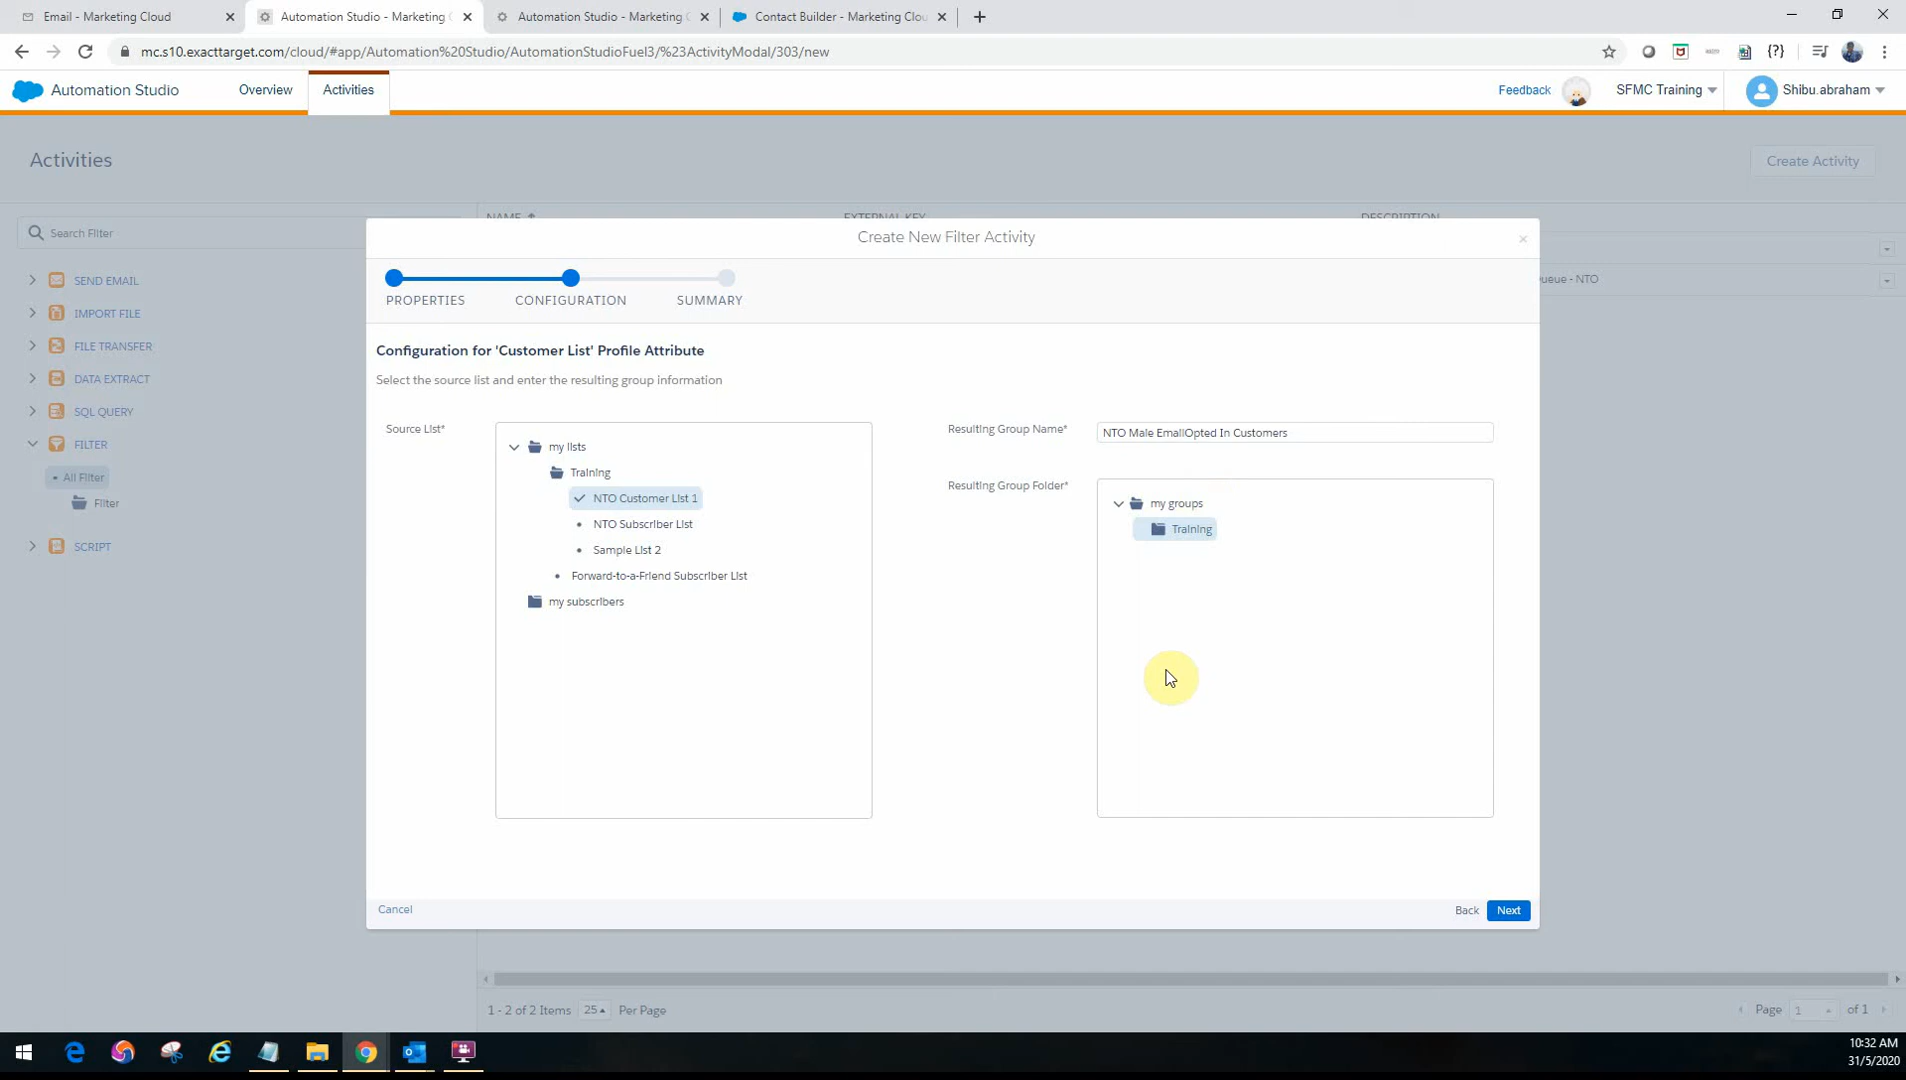 Email - Marketing Cloud
Automation Studio - Marketing C
Automation Studio - Marketing C
Contact Builder - Marketing Clou
mc.s10.exacttarget.com/cloud/#app/Automation%20Studio/AutomationStudioFuel3/%23ActivityModal/303/new
{?}
Automation Studio
Overview
Activities
Feedback
SFMC Training
Shibu.abraham
Activities
Create Activity
Search Filter
NAME
EXTERNAL KEY
DESCRIPTION
SEND EMAIL
IMPORT FILE
FILE TRANSFER
DATA EXTRACT
SQL QUERY
FILTER
All Filter
Filter
SCRIPT
ueue - NTO
Create New Filter Activity
PROPERTIES
CONFIGURATION
SUMMARY
Configuration for 'Customer List' Profile Attribute
Select the source list and enter the resulting group information
Source List*
my lists
Training
NTO Customer List 1
NTO Subscriber List
Sample List 2
Forward-to-a-Friend Subscriber List
my subscribers
Resulting Group Name*
NTO Male EmailOpted In Customers
Resulting Group Folder*
my groups
Training
Cancel
Back
Next
1 - 2 of 2 Items
25
Per Page
Page
1
of 1
10:32 AM
31/5/2020